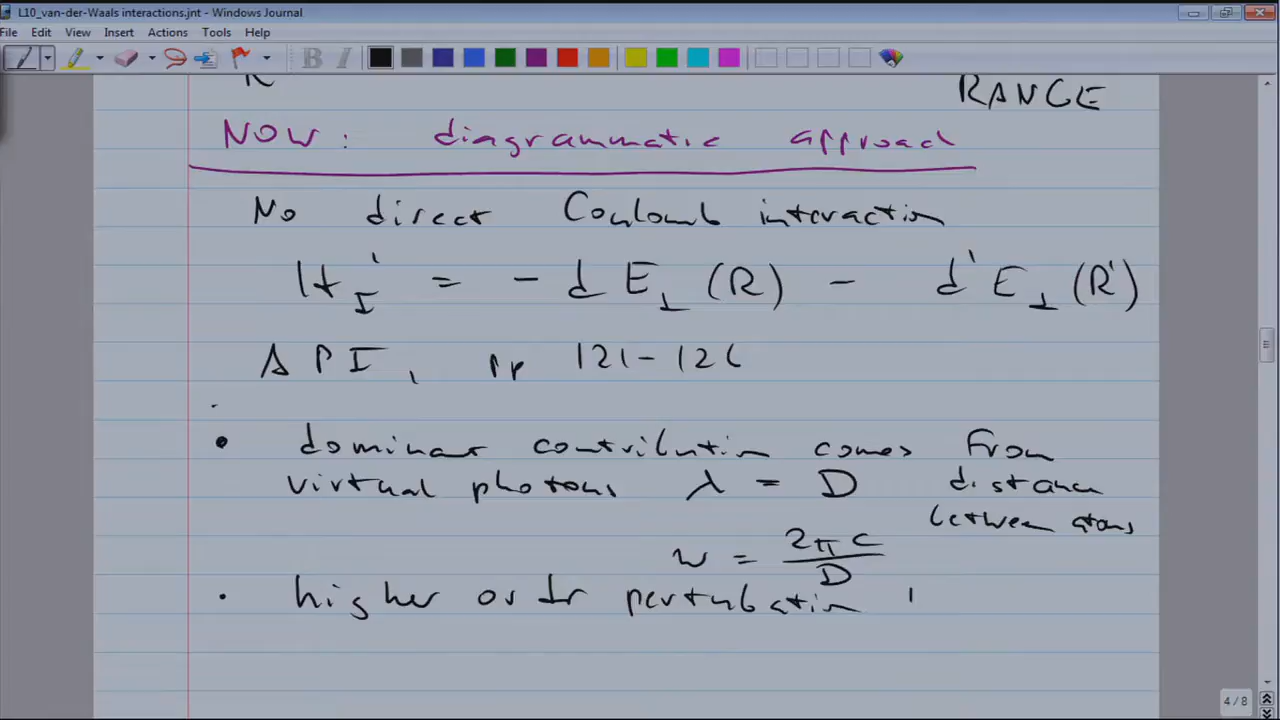 L10_van-der-Waals interactions.jnt - Windows Journal
File Edit View Insert Actions Tools Help
B I
R RANGE
NOW: diagrammatic approach
No direct Coulomb interaction
H_I' = - d E_⊥ (R) - d' E_⊥ (R')
API, pp 121-126
• dominant contribution comes from
virtual photons λ = D distance
between atoms
w = 2πc / D
• higher order perturbation
4 / 8